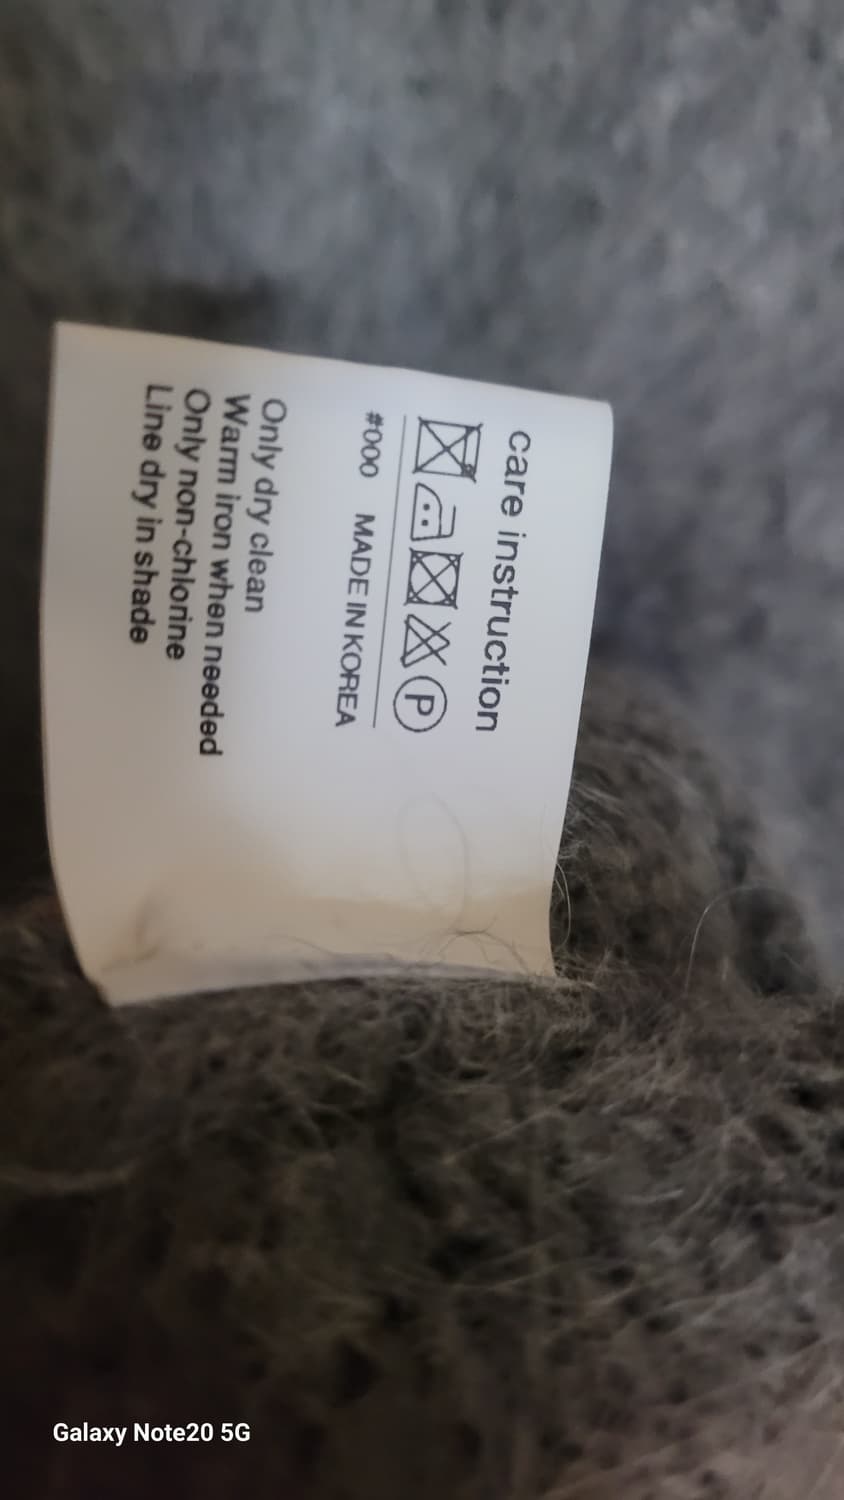 care instruction
P
#000 MADE IN KOREA
Only dry clean
Warm iron when needed
Only non-chlorine
Line dry in shade
Galaxy Note20 5G